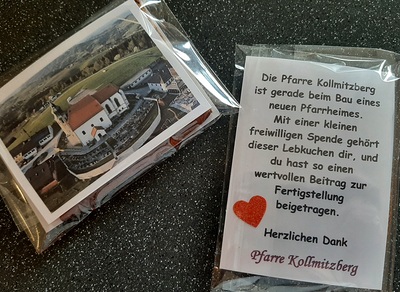 Die Pfarre Kollmitzberg
ist gerade beim Bau eines
neuen Pfarrheimes.
Mit einer kleinen
freiwilligen Spende gehört
dieser Lebkuchen dir, und
du hast so einen
wertvollen Beitrag zur
Fertigstellung
beigetragen.
Herzlichen Dank
Pfarre Kollmitzberg